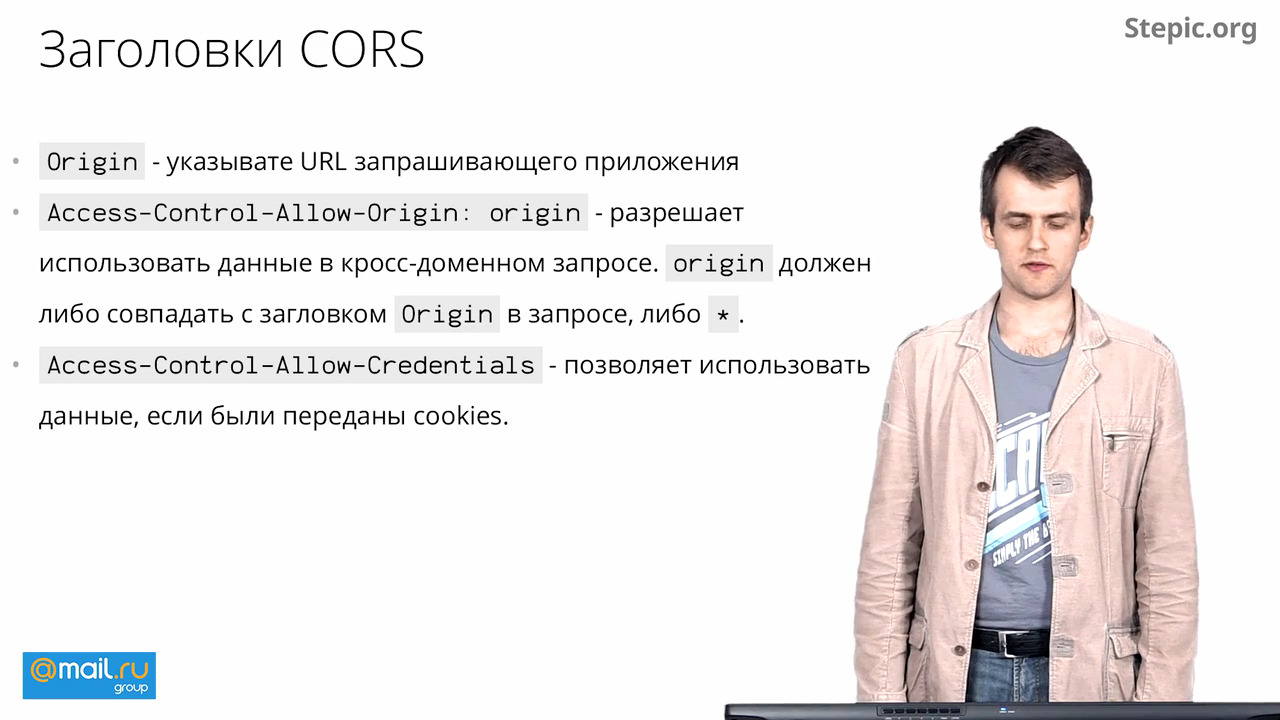 Заголовки CORS
Stepic.org
• Origin - указывате URL запрашивающего приложения
• Access-Control-Allow-Origin: origin - разрешает
использовать данные в кросс-доменном запросе. origin должен
либо совпадать с загловком Origin в запросе, либо *.
• Access-Control-Allow-Credentials - позволяет использовать
данные, если были переданы cookies.
SIMPLY THE
@mail.ru
group